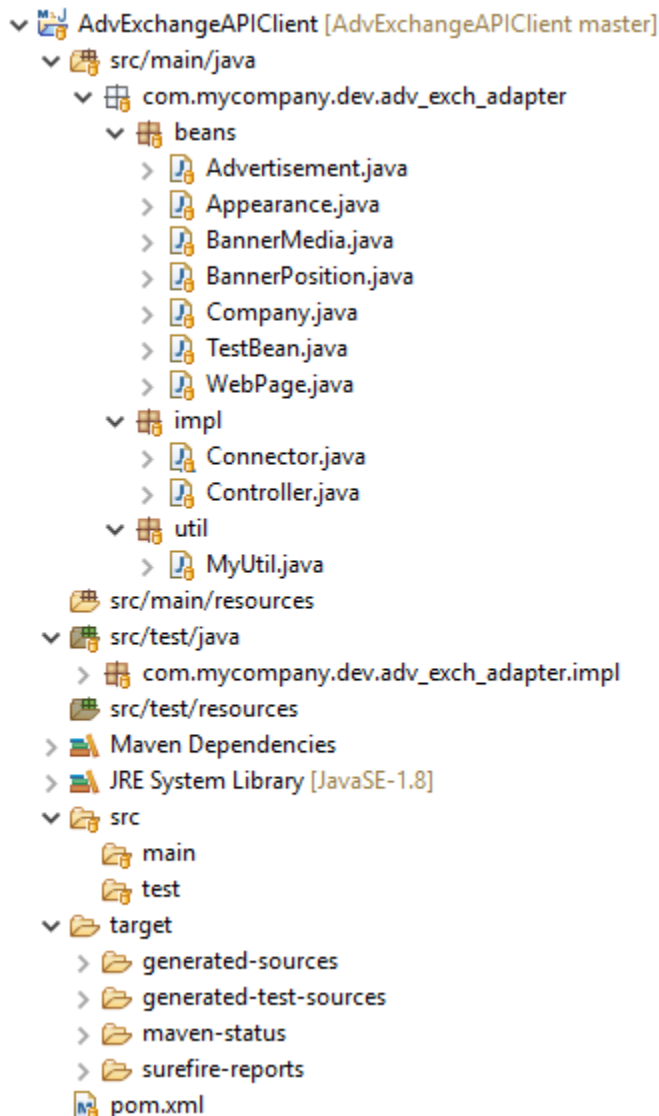 AdvExchangeAPIClient [AdvExchangeAPIClient master]
src/main/java
com.mycompany.dev.adv_exch_adapter
beans
Advertisement.java
Appearance.java
BannerMedia.java
BannerPosition.java
Company.java
TestBean.java
WebPage.java
impl
Connector.java
Controller.java
util
MyUtil.java
src/main/resources
src/test/java
com.mycompany.dev.adv_exch_adapter.impl
src/test/resources
Maven Dependencies
JRE System Library [JavaSE-1.8]
src
main
test
target
generated-sources
generated-test-sources
maven-status
surefire-reports
pom.xml